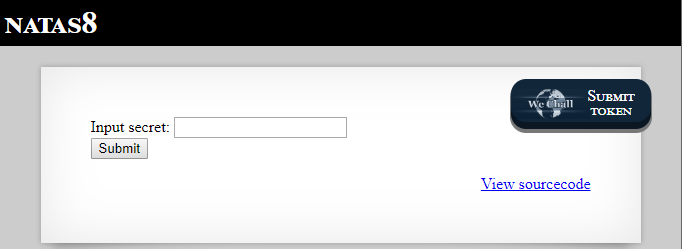 NATAS8
We Chall
SUBMIT
TOKEN
Input secret:
Submit
View sourcecode